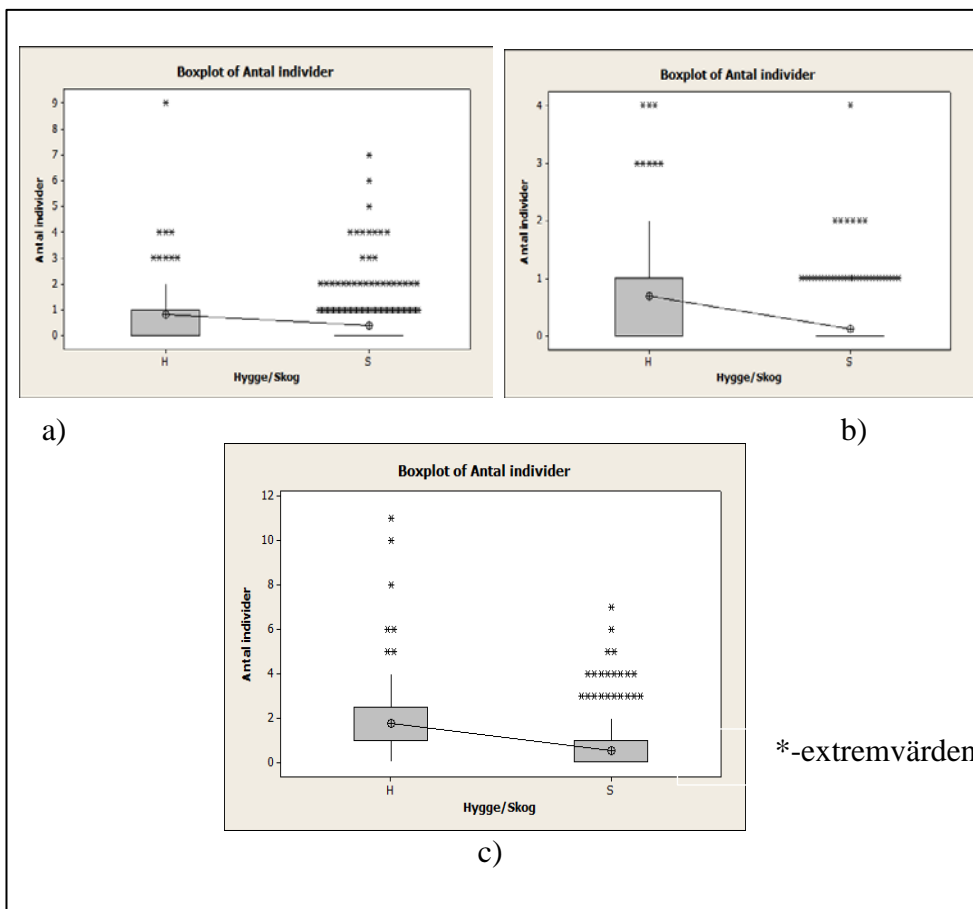 Boxplot of Antal individer
9
8
7
6
5
4
3
2
1
0
Antal individer
H
S
Hygge/Skog
a)
Boxplot of Antal individer
4
3
2
1
0
Antal individer
H
S
Hygge/Skog
b)
Boxplot of Antal individer
12
10
8
6
4
2
0
Antal individer
H
S
Hygge/Skog
*-extremvärden
c)